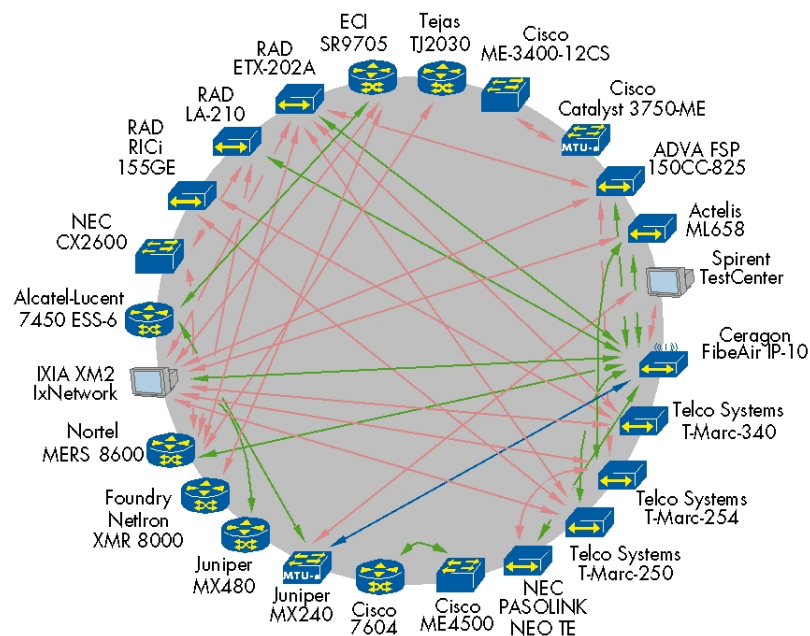 ECI
SR9705
Tejas
TJ2030
Cisco
ME-3400-12CS
Cisco
Catalyst 3750-ME
MTU-s
ADVA FSP
150CC-825
Actelis
ML658
Spirent
TestCenter
Ceragon
FibeAir IP-10
Telco Systems
T-Marc-340
Telco Systems
T-Marc-254
Telco Systems
T-Marc-250
NEC
PASOLINK
NEO TE
Cisco
ME4500
Cisco
7604
MTU-s
Juniper
MX240
Juniper
MX480
Foundry
NetIron
XMR 8000
Nortel
MERS 8600
IXIA XM2
IxNetwork
Alcatel-Lucent
7450 ESS-6
NEC
CX2600
RAD
RICi
155GE
RAD
LA-210
RAD
ETX-202A